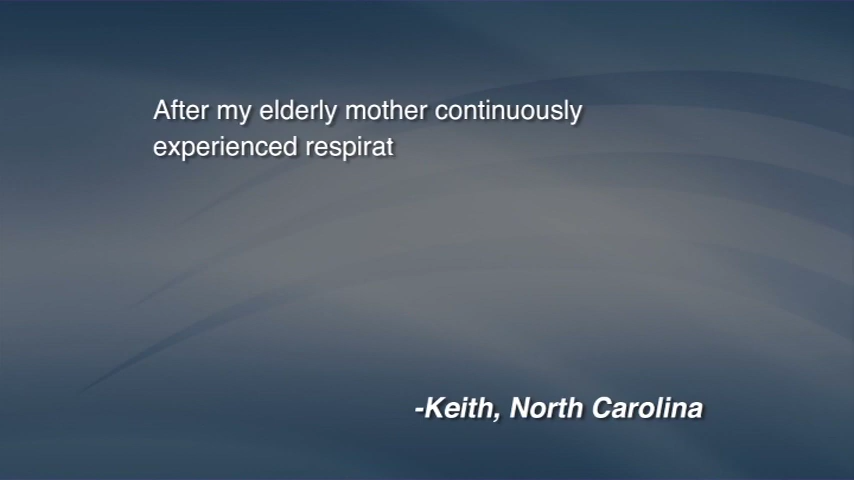 After my elderly mother continuously
experienced respirat
-Keith, North Carolina